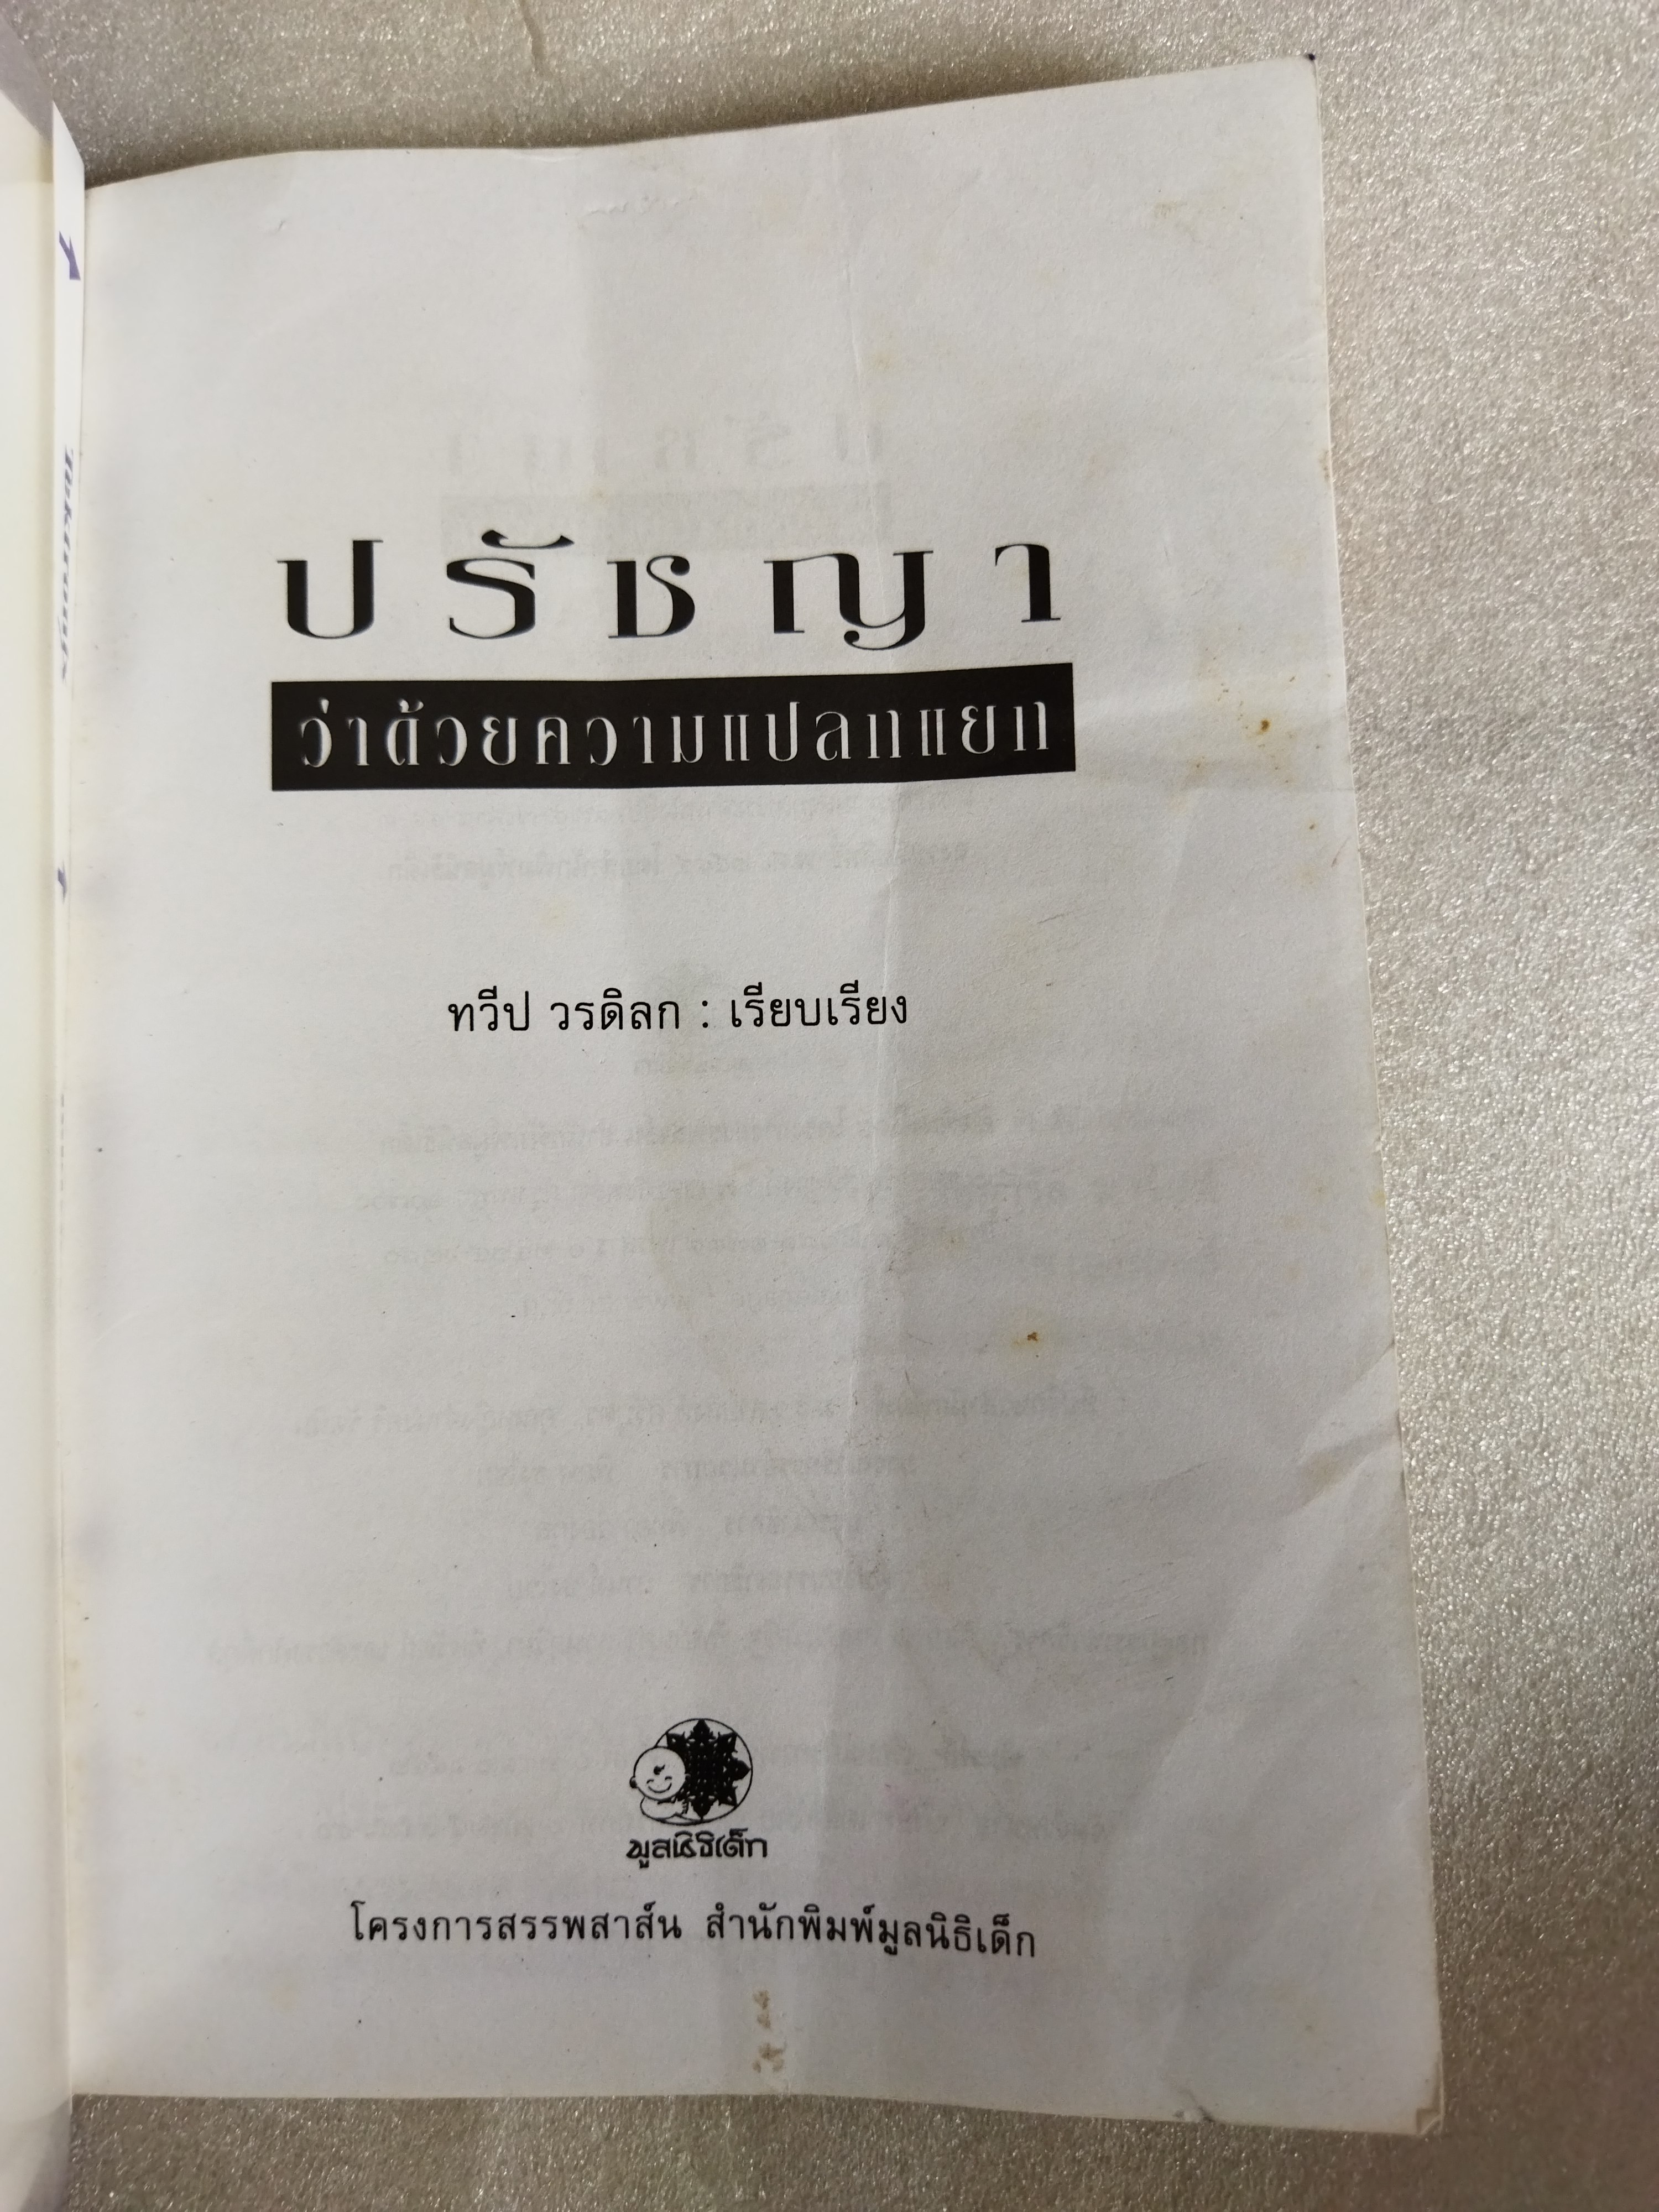 ปรัชญา
ว่าด้วยความแปลกแยก
ทวีป วรดิลก : เรียบเรียง
มูลนิธิเด็ก
โครงการสรรพสาส์น สำนักพิมพ์มูลนิธิเด็ก